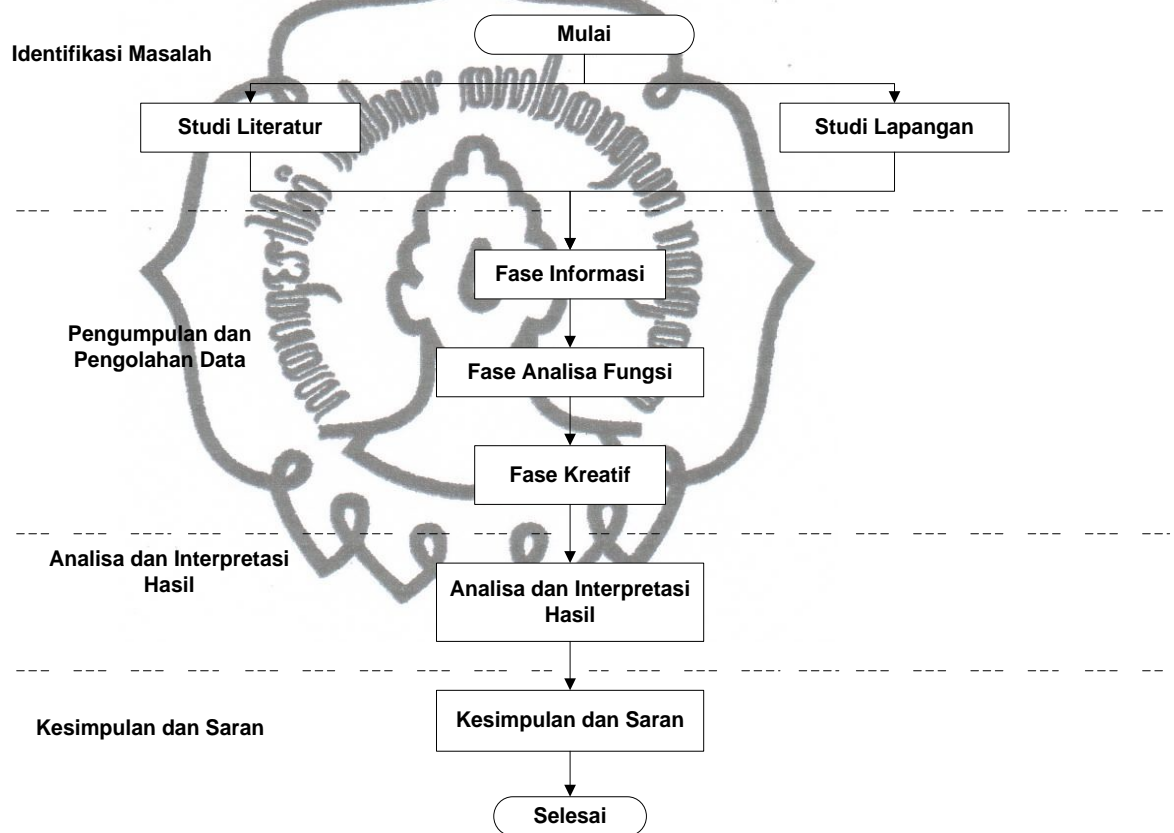 Mulai
Identifikasi Masalah
Studi Literatur
Studi Lapangan
Fase Informasi
Pengumpulan dan
Pengolahan Data
Fase Analisa Fungsi
Fase Kreatif
Analisa dan Interpretasi
Hasil
Analisa dan Interpretasi
Hasil
Kesimpulan dan Saran
Kesimpulan dan Saran
Selesai